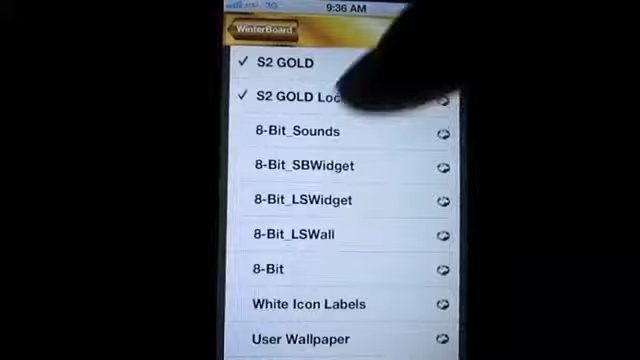 3G 9:36 AM
WinterBoard
S2 GOLD
S2 GOLD
8-Bit_Sounds
8-Bit_SBWidget
8-Bit_LSWidget
8-Bit_LSWall
8-Bit
White Icon Labels
User Wallpaper